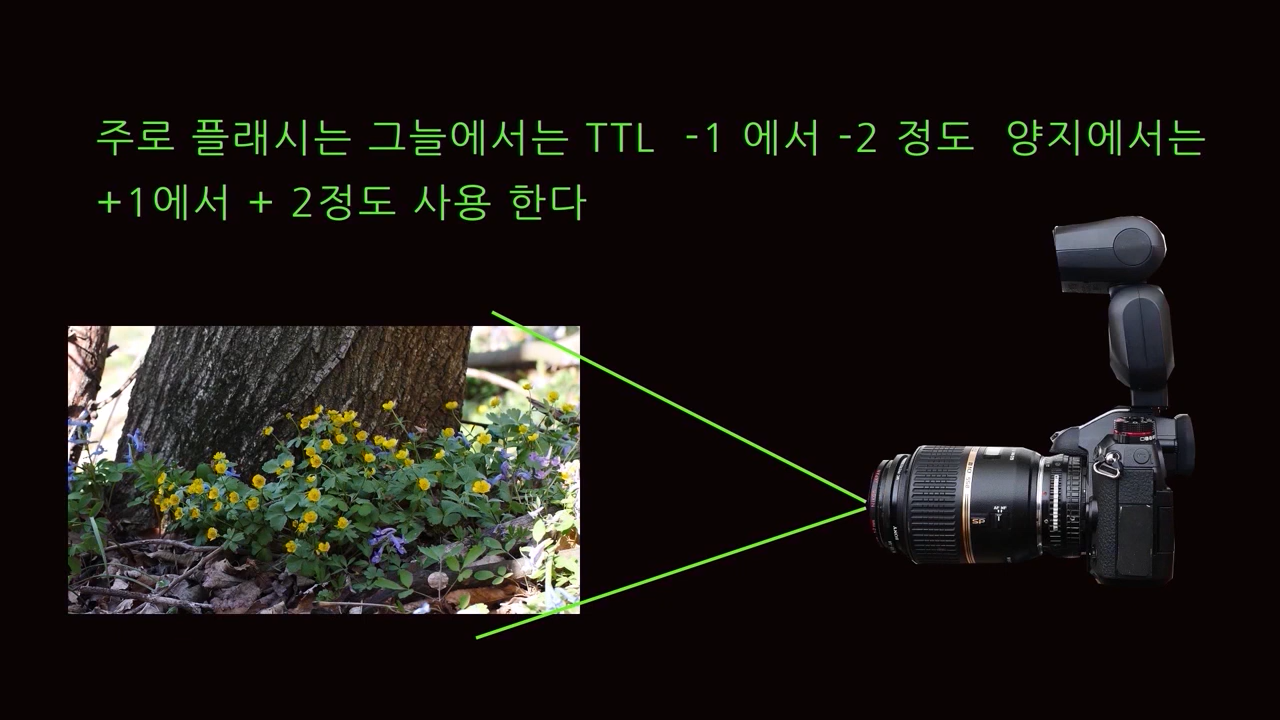 주로 플래시는 그늘에서는 TTL -1 에서 -2 정도 양지에서는
+1에서 + 2정도 사용 한다
SP